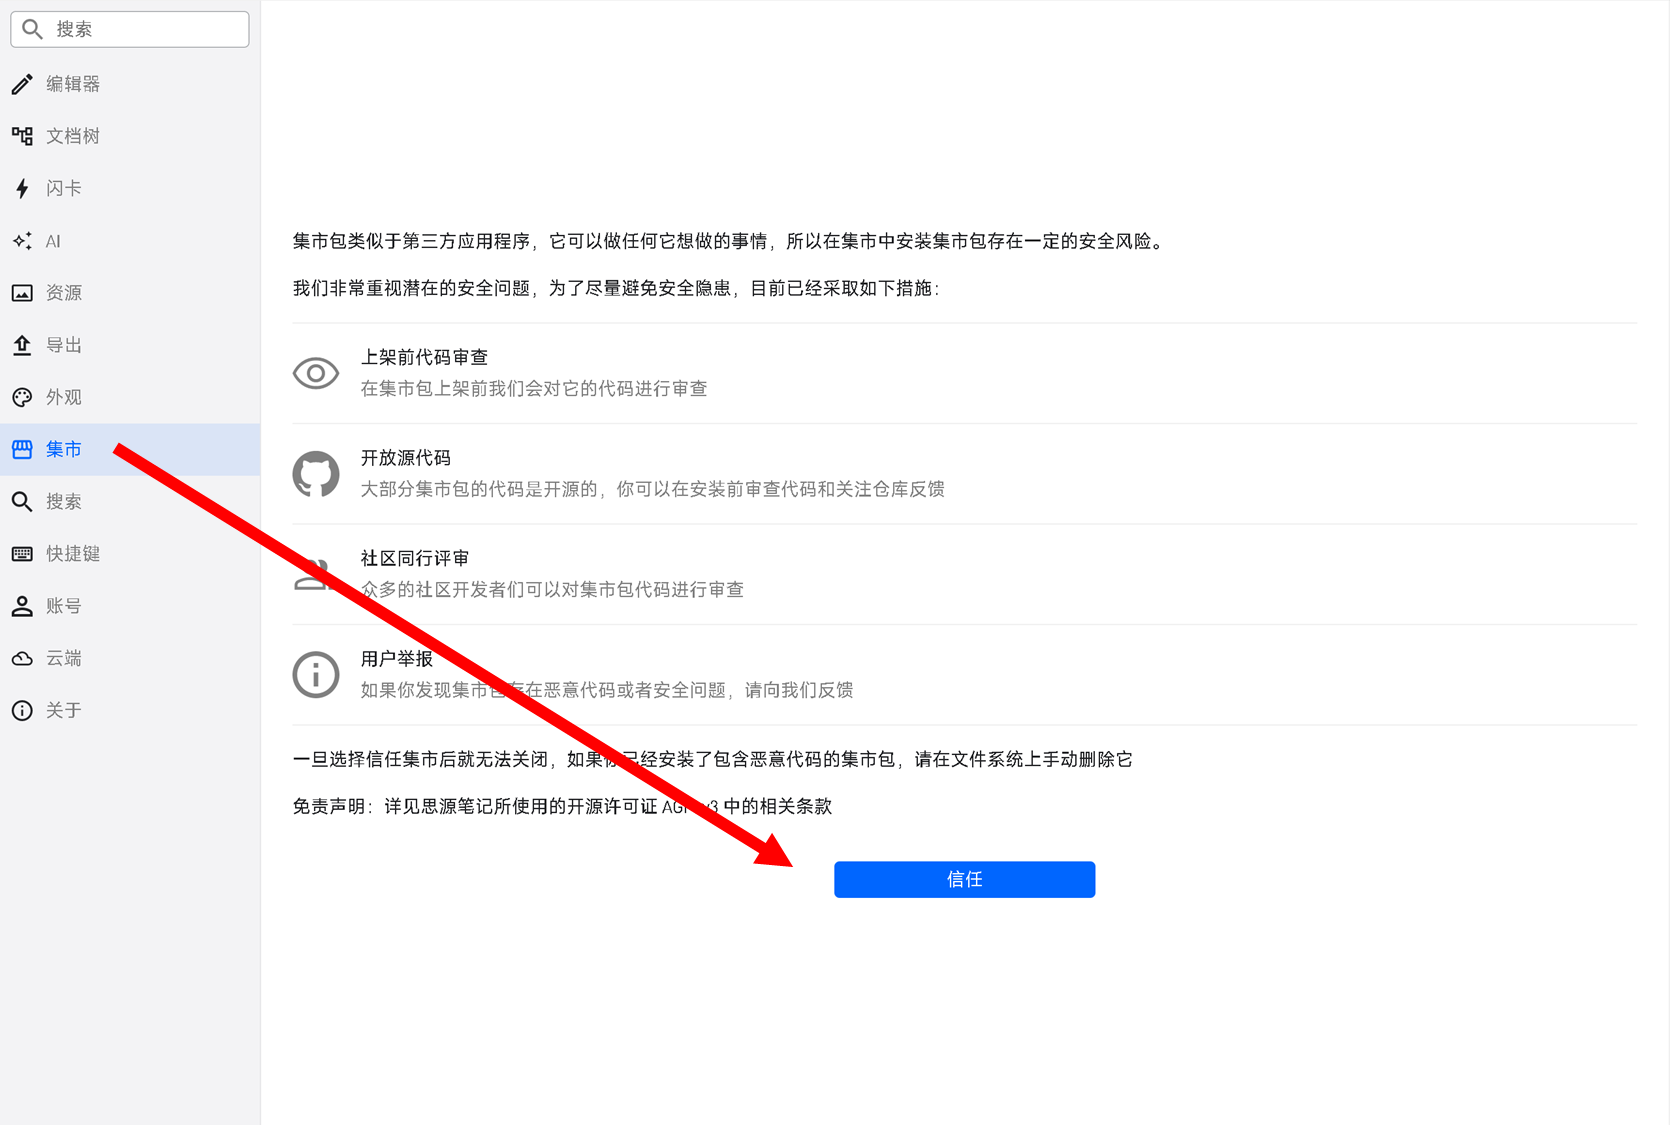 搜索
编辑器
文档树
闪卡
AI
资源
导出
外观
集市
搜索
快捷键
账号
云端
关于
集市包类似于第三方应用程序，它可以做任何它想做的事情，所以在集市中安装集市包存在一定的安全风险。
我们非常重视潜在的安全问题，为了尽量避免安全隐患，目前已经采取如下措施：
上架前代码审查
在集市包上架前我们会对它的代码进行审查
开放源代码
大部分集市包的代码是开源的，你可以在安装前审查代码和关注仓库反馈
社区同行评审
众多的社区开发者们可以对集市包代码进行审查
用户举报
如果你发现集市包存在恶意代码或者安全问题，请向我们反馈
一旦选择信任集市后就无法关闭，如果你已经安装了包含恶意代码的集市包，请在文件系统上手动删除它
免责声明：详见思源笔记所使用的开源许可证 AGPLv3 中的相关条款
信任